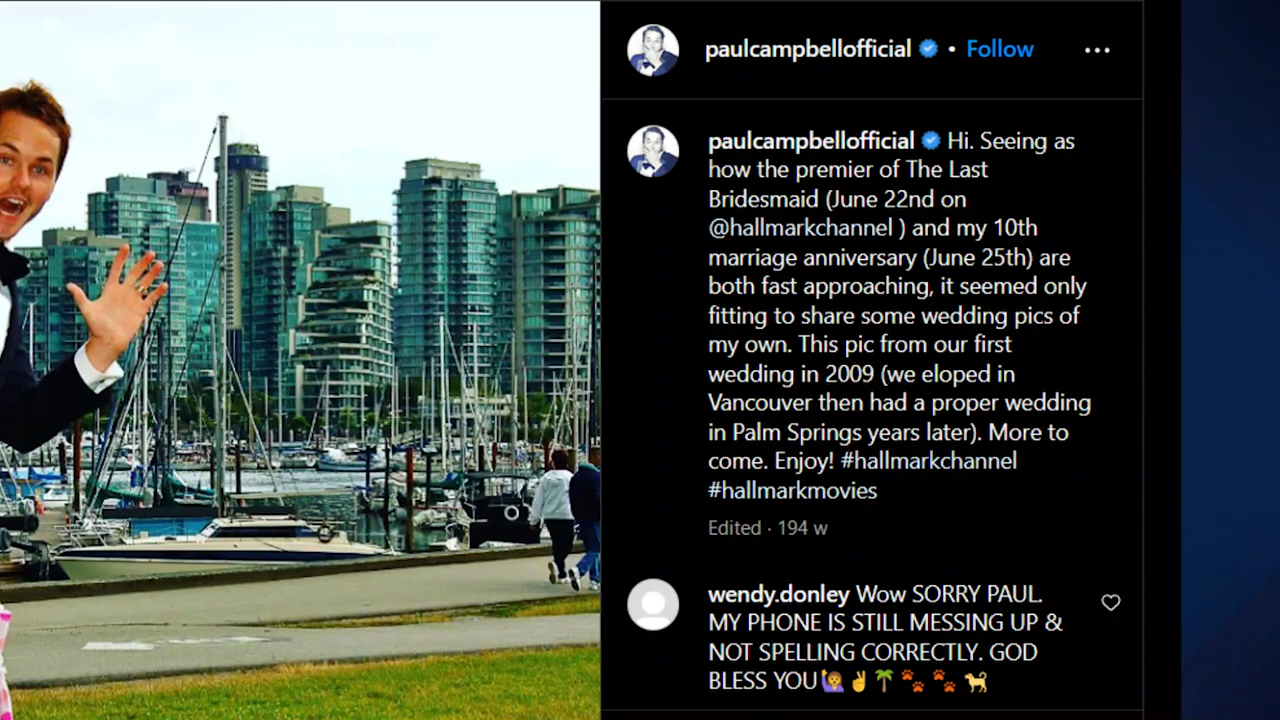 paulcampbellofficial • Follow
paulcampbellofficial Hi. Seeing as
how the premier of The Last
Bridesmaid (June 22nd on
@hallmarkchannel ) and my 10th
marriage anniversary (June 25th) are
both fast approaching, it seemed only
fitting to share some wedding pics of
my own. This pic from our first
wedding in 2009 (we eloped in
Vancouver then had a proper wedding
in Palm Springs years later). More to
come. Enjoy! #hallmarkchannel
#hallmarkmovies
Edited · 194 w
wendy.donley Wow SORRY PAUL.
MY PHONE IS STILL MESSING UP &
NOT SPELLING CORRECTLY. GOD
BLESS YOU🙋✌️🌴🐾🐾🐕